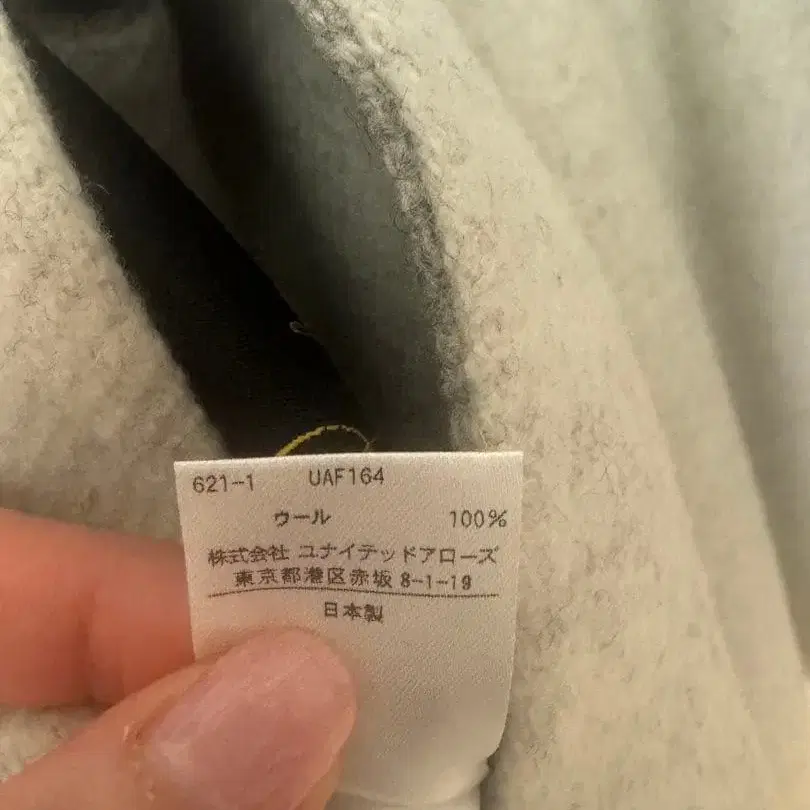 621-1 UAF164
ウール 100%
株式会社 ユナイテッドアローズ
東京都港区赤坂 8-1-19
日本製